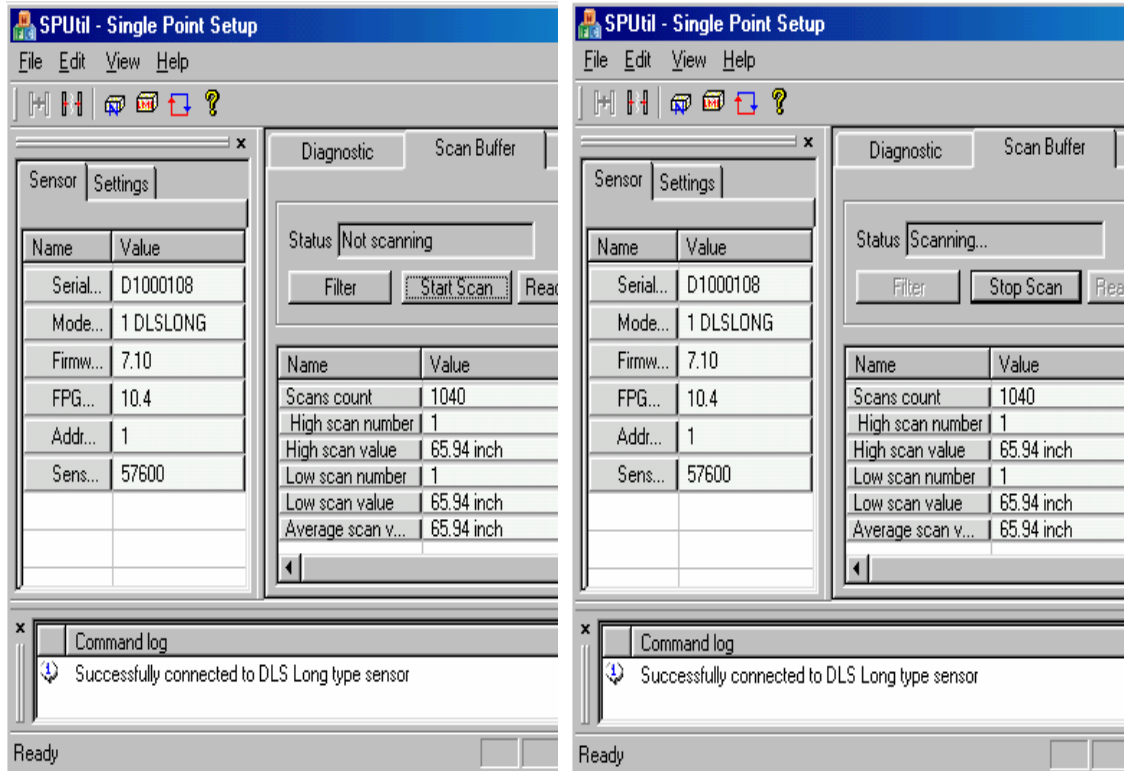 SPUtil - Single Point Setup
File Edit View Help
Sensor Settings
Name Value
Serial... D1000108
Mode... 1 DLSLONG
Firmw... 7.10
FPG... 10.4
Addr... 1
Sens... 57600
Diagnostic Scan Buffer
Status Not scanning
Filter Start Scan Read
Name Value
Scans count 1040
High scan number 1
High scan value 65.94 inch
Low scan number 1
Low scan value 65.94 inch
Average scan v... 65.94 inch
Command log
Successfully connected to DLS Long type sensor
Ready
SPUtil - Single Point Setup
File Edit View Help
Sensor Settings
Name Value
Serial... D1000108
Mode... 1 DLSLONG
Firmw... 7.10
FPG... 10.4
Addr... 1
Sens... 57600
Diagnostic Scan Buffer
Status Scanning...
Filter Stop Scan Rea
Name Value
Scans count 1040
High scan number 1
High scan value 65.94 inch
Low scan number 1
Low scan value 65.94 inch
Average scan v... 65.94 inch
Command log
Successfully connected to DLS Long type sensor
Ready